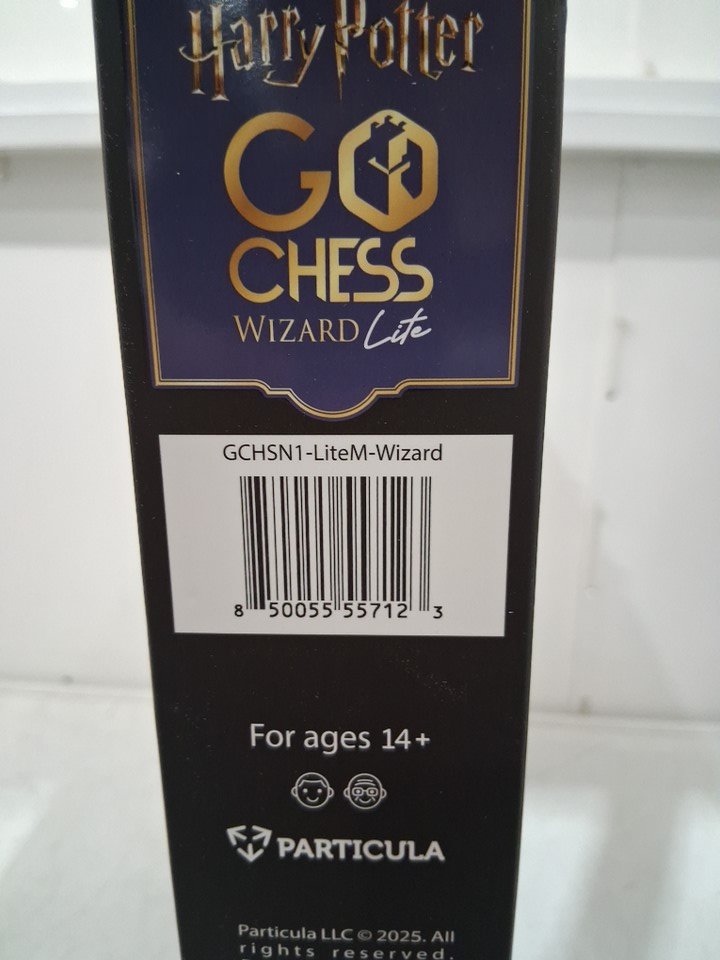 Harry Potter
GO
CHESS
WIZARD Lite
GCHSN1-LiteM-Wizard
8 50055 55712 3
For ages 14+
PARTICULA
Particula LLC © 2025. All
rights reserved.